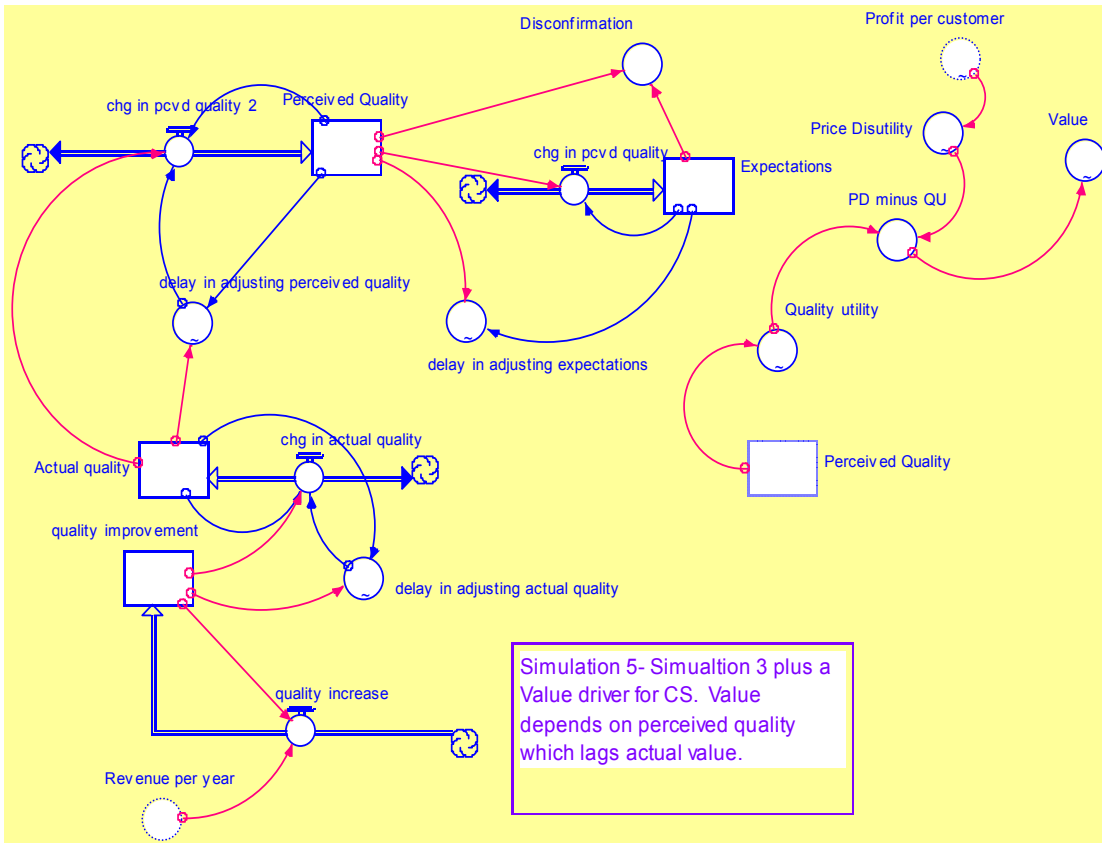 Profit per customer
Disconfirmation
chg in pcvd quality 2
Perceived Quality
Price Disutility
Value
chg in pcvd quality
Expectations
PD minus QU
delay in adjusting perceived quality
Quality utility
delay in adjusting expectations
chg in actual quality
Actual quality
Perceived Quality
quality improvement
delay in adjusting actual quality
Simulation 5- Simualtion 3 plus a
Value driver for CS. Value
depends on perceived quality
which lags actual value.
quality increase
Revenue per year
~
~
~
~
~
~